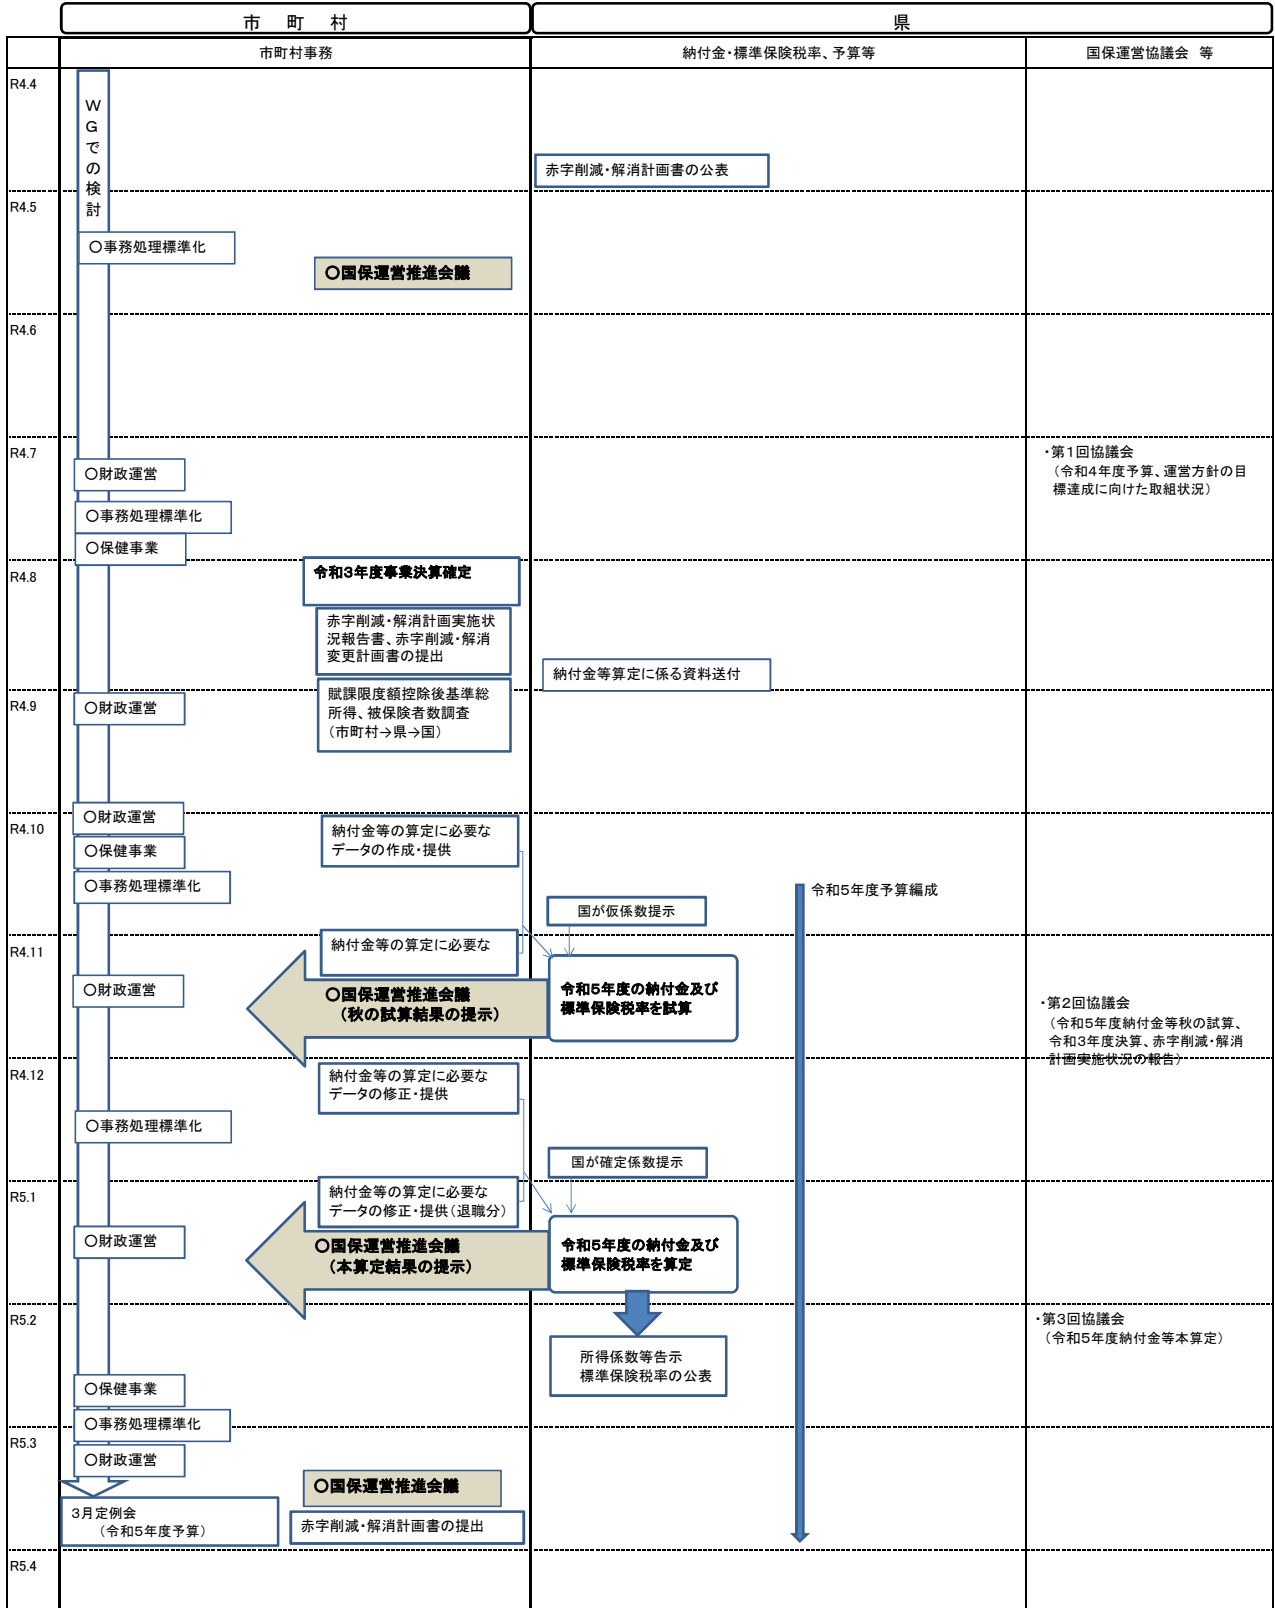 市　町　村
県
市町村事務
納付金・標準保険税率、予算等
国保運営協議会　等
R4.4
WGでの検討
赤字削減・解消計画書の公表
R4.5
〇事務処理標準化
〇国保運営推進会議
R4.6
R4.7
〇財政運営
〇事務処理標準化
〇保健事業
・第1回協議会
（令和4年度予算、運営方針の目
標達成に向けた取組状況）
R4.8
令和3年度事業決算確定
赤字削減・解消計画実施状
況報告書、赤字削減・解消
変更計画書の提出
納付金等算定に係る資料送付
R4.9
〇財政運営
賦課限度額控除後基準総
所得、被保険者数調査
（市町村→県→国）
〇財政運営
R4.10
〇保健事業
〇事務処理標準化
納付金等の算定に必要な
データの作成・提供
令和5年度予算編成
国が仮係数提示
R4.11
納付金等の算定に必要な
〇財政運営
〇国保運営推進会議
（秋の試算結果の提示）
令和5年度の納付金及び
標準保険税率を試算
・第2回協議会
（令和5年度納付金等秋の試算、
令和3年度決算、赤字削減・解消
計画実施状況の報告）
R4.12
納付金等の算定に必要な
データの修正・提供
〇事務処理標準化
国が確定係数提示
R5.1
納付金等の算定に必要な
データの修正・提供（退職分）
〇財政運営
〇国保運営推進会議
（本算定結果の提示）
令和5年度の納付金及び
標準保険税率を算定
R5.2
・第3回協議会
（令和5年度納付金等本算定）
所得係数等告示
標準保険税率の公表
〇保健事業
〇事務処理標準化
R5.3
〇財政運営
〇国保運営推進会議
3月定例会
（令和5年度予算）
赤字削減・解消計画書の提出
R5.4